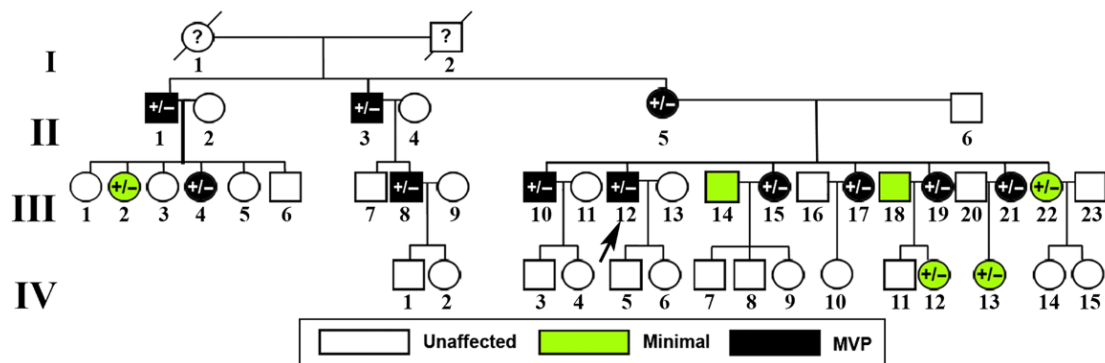 ? ?
I 1 2
+/− +/− +/−
II 1 2 3 4 5 6
+/− +/− +/− +/− +/− +/− +/− +/− +/− +/−
III 1 2 3 4 5 6 7 8 9 10 11 12 13 14 15 16 17 18 19 20 21 22 23
+/− +/−
IV 1 2 3 4 5 6 7 8 9 10 11 12 13 14 15
Unaffected Minimal MVP